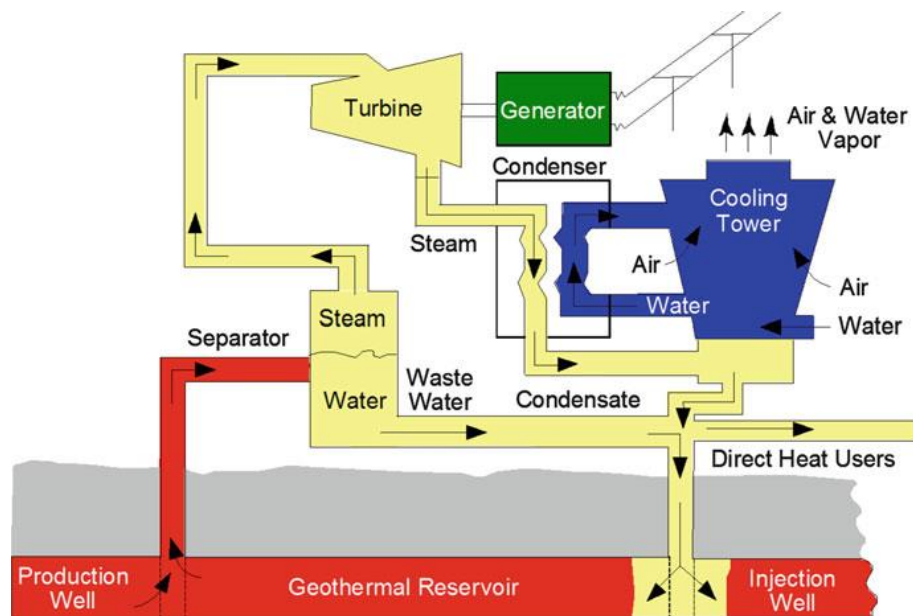 Turbine
Generator
Air & Water
Vapor
Condenser
Cooling
Tower
Steam
Air
Air
Water
Water
Steam
Separator
Water
Waste
Water
Condensate
Direct Heat Users
Production
Well
Geothermal Reservoir
Injection
Well